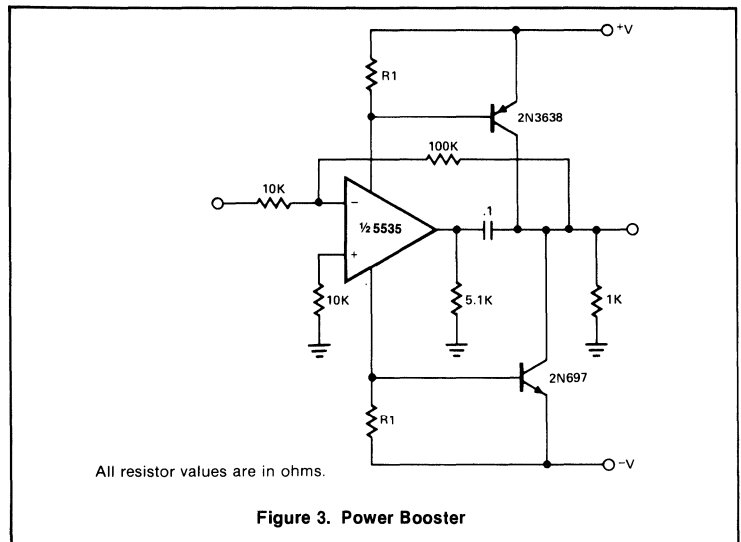 +V
R1
2N3638
100K
10K
−
½ 5535
.1
+
10K
5.1K
1K
2N697
R1
−V
All resistor values are in ohms.
Figure 3. Power Booster